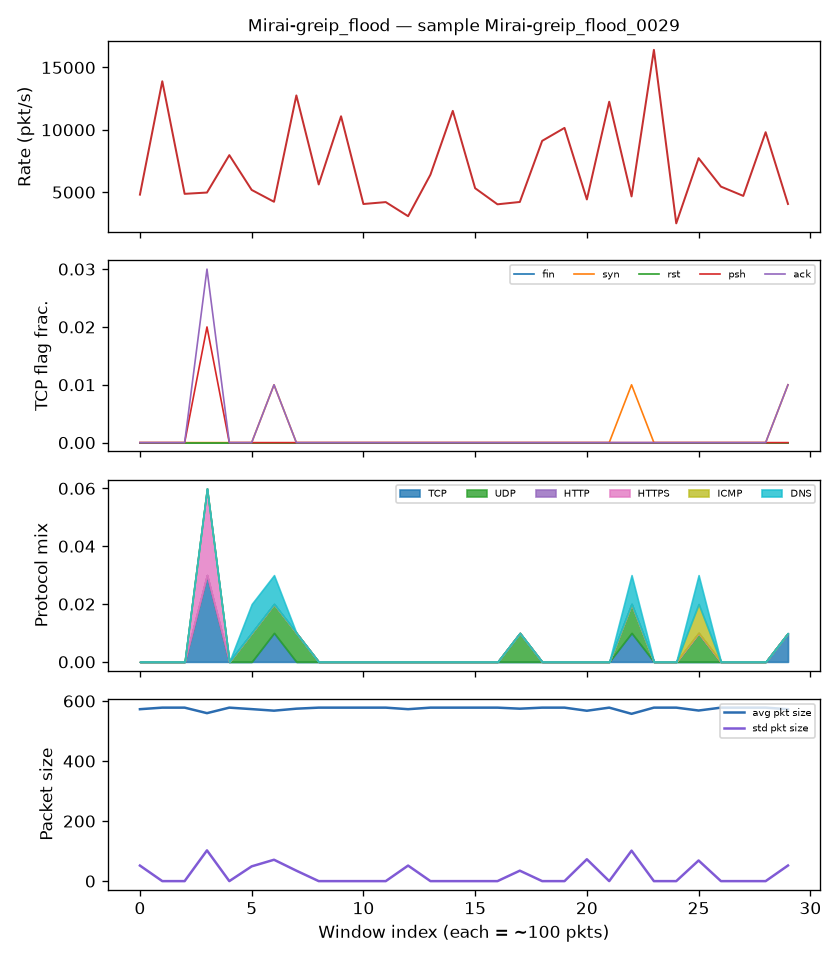 Mirai-greip_flood — sample Mirai-greip_flood_0029
Rate (pkt/s)
15000
10000
5000
TCP flag frac.
0.03
0.02
0.01
0.00
fin syn rst psh ack
Protocol mix
0.06
0.04
0.02
0.00
TCP UDP HTTP HTTPS ICMP DNS
Packet size
600
400
200
0
avg pkt size
std pkt size
0 5 10 15 20 25 30
Window index (each = ~100 pkts)